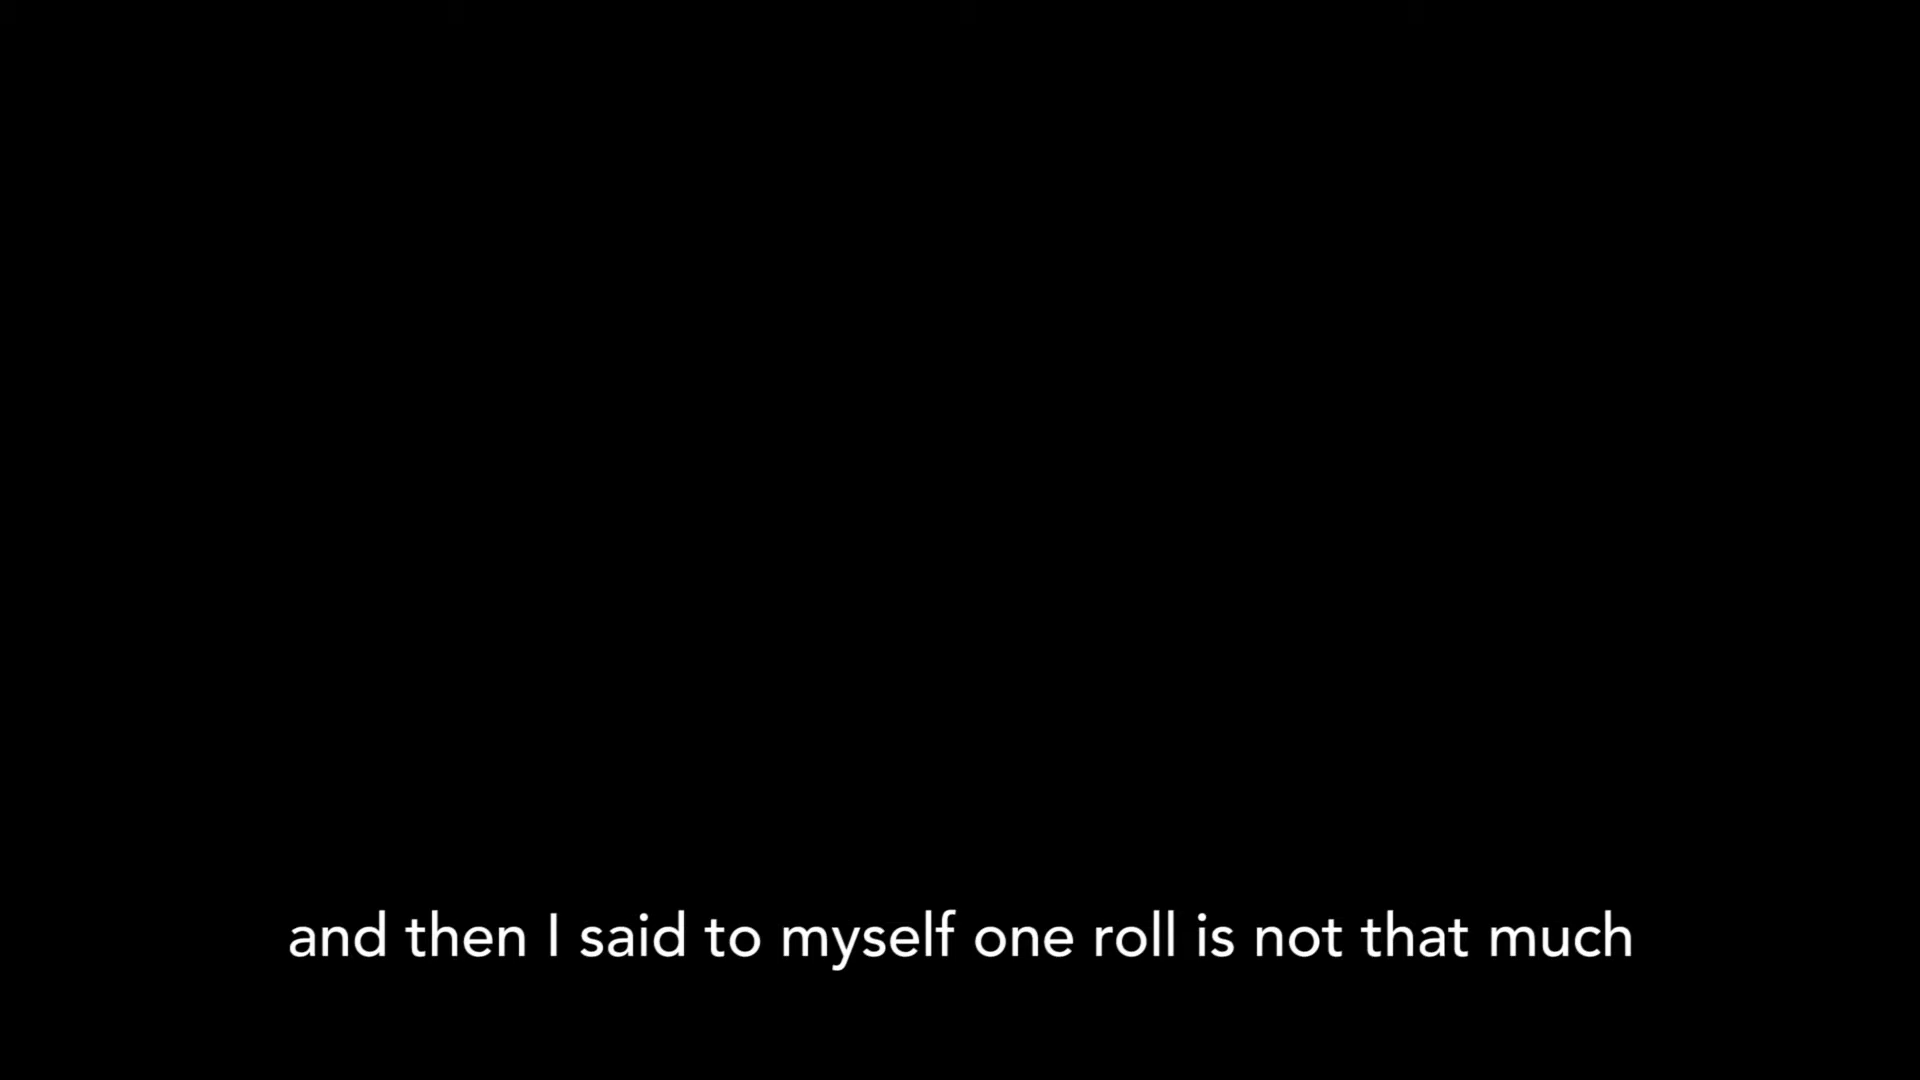 and then I said to myself one roll is not that much